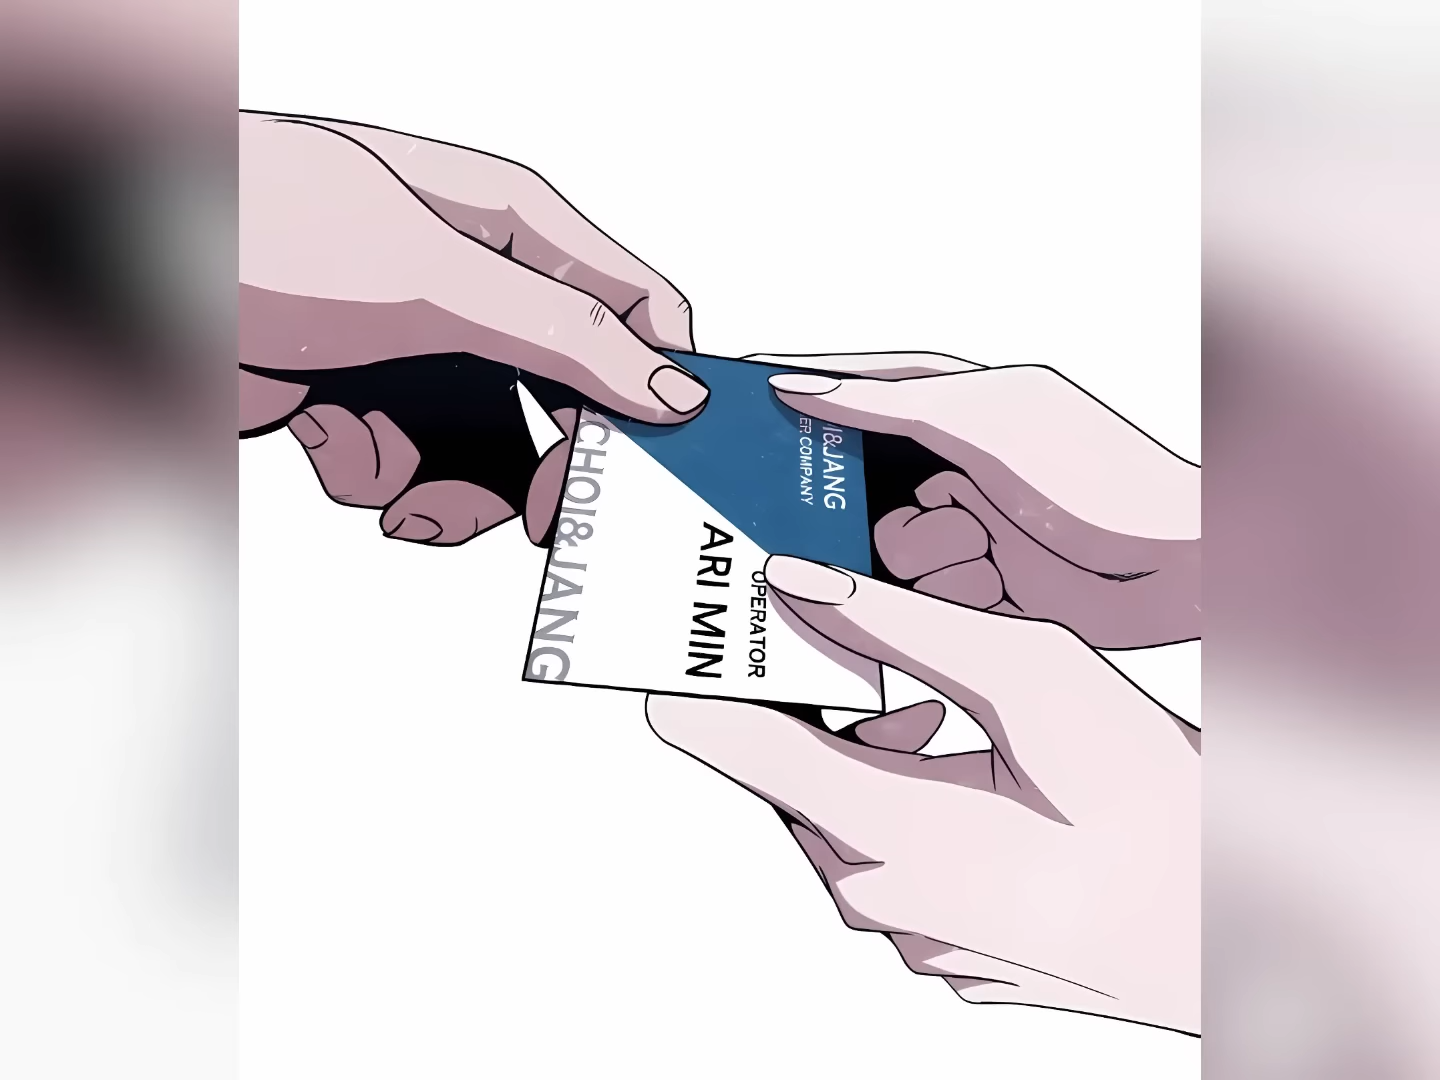 CHOI&JANG
ARI MIN
OPERATOR
I&JANG
ER COMPANY